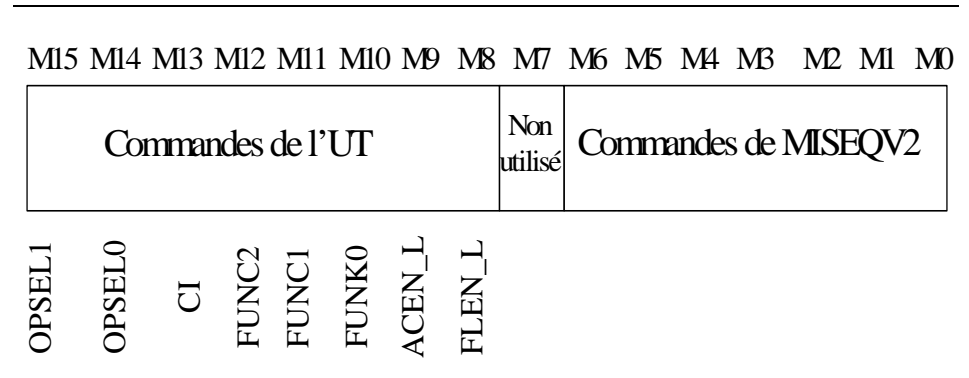 M15 M14 M13 M12 M11 M10 M9 M8 M7 M6 M5 M4 M3 M2 M1 M0
Commandes de l'UT
Non
utilisé
Commandes de MISEQV2
OPSEL1
OPSEL0
CI
FUNC2
FUNC1
FUNK0
ACEN_L
FLEN_L